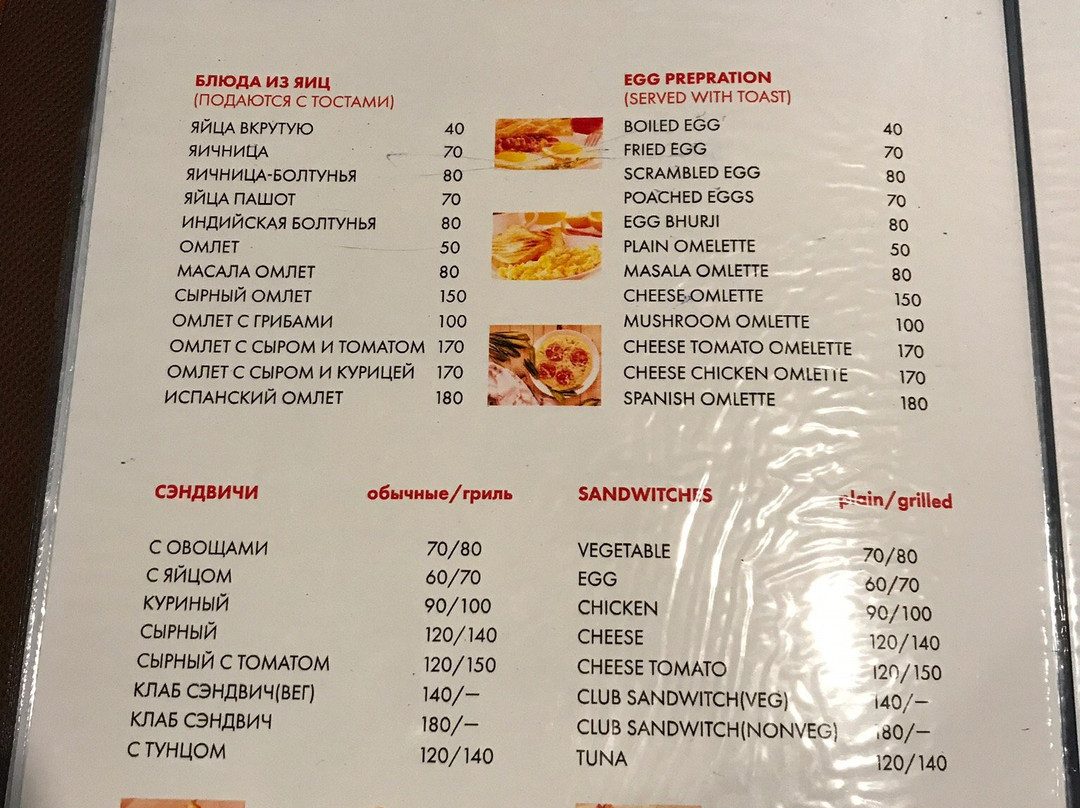 БЛЮДА ИЗ ЯИЦ
(ПОДАЮТСЯ С ТОСТАМИ)
ЯЙЦА ВКРУТУЮ 40
ЯИЧНИЦА 70
ЯИЧНИЦА-БОЛТУНЬЯ 80
ЯЙЦА ПАШОТ 70
ИНДИЙСКАЯ БОЛТУНЬЯ 80
ОМЛЕТ 50
МАСАЛА ОМЛЕТ 80
СЫРНЫЙ ОМЛЕТ 150
ОМЛЕТ С ГРИБАМИ 100
ОМЛЕТ С СЫРОМ И ТОМАТОМ 170
ОМЛЕТ С СЫРОМ И КУРИЦЕЙ 170
ИСПАНСКИЙ ОМЛЕТ 180
EGG PREPRATION
(SERVED WITH TOAST)
BOILED EGG 40
FRIED EGG 70
SCRAMBLED EGG 80
POACHED EGGS 70
EGG BHURJI 80
PLAIN OMELETTE 50
MASALA OMLETTE 80
CHEESE OMLETTE 150
MUSHROOM OMLETTE 100
CHEESE TOMATO OMELETTE 170
CHEESE CHICKEN OMLETTE 170
SPANISH OMLETTE 180
СЭНДВИЧИ обычные/гриль
С ОВОЩАМИ 70/80
С ЯЙЦОМ 60/70
КУРИНЫЙ 90/100
СЫРНЫЙ 120/140
СЫРНЫЙ С ТОМАТОМ 120/150
КЛАБ СЭНДВИЧ(ВЕГ) 140/—
КЛАБ СЭНДВИЧ 180/—
С ТУНЦОМ 120/140
SANDWITCHES plain/grilled
VEGETABLE 70/80
EGG 60/70
CHICKEN 90/100
CHEESE 120/140
CHEESE TOMATO 120/150
CLUB SANDWITCH(VEG) 140/—
CLUB SANDWITCH(NONVEG) 180/—
TUNA 120/140